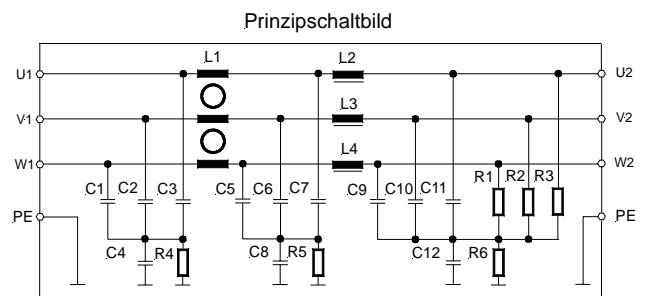 Prinzipschaltbild
L1 L2
U1 U2
L3
V1 V2
L4
W1 W2
C1 C2 C3 C5 C6 C7 C9 C10 C11 R1 R2 R3
PE PE
C4 R4 C8 R5 C12 R6